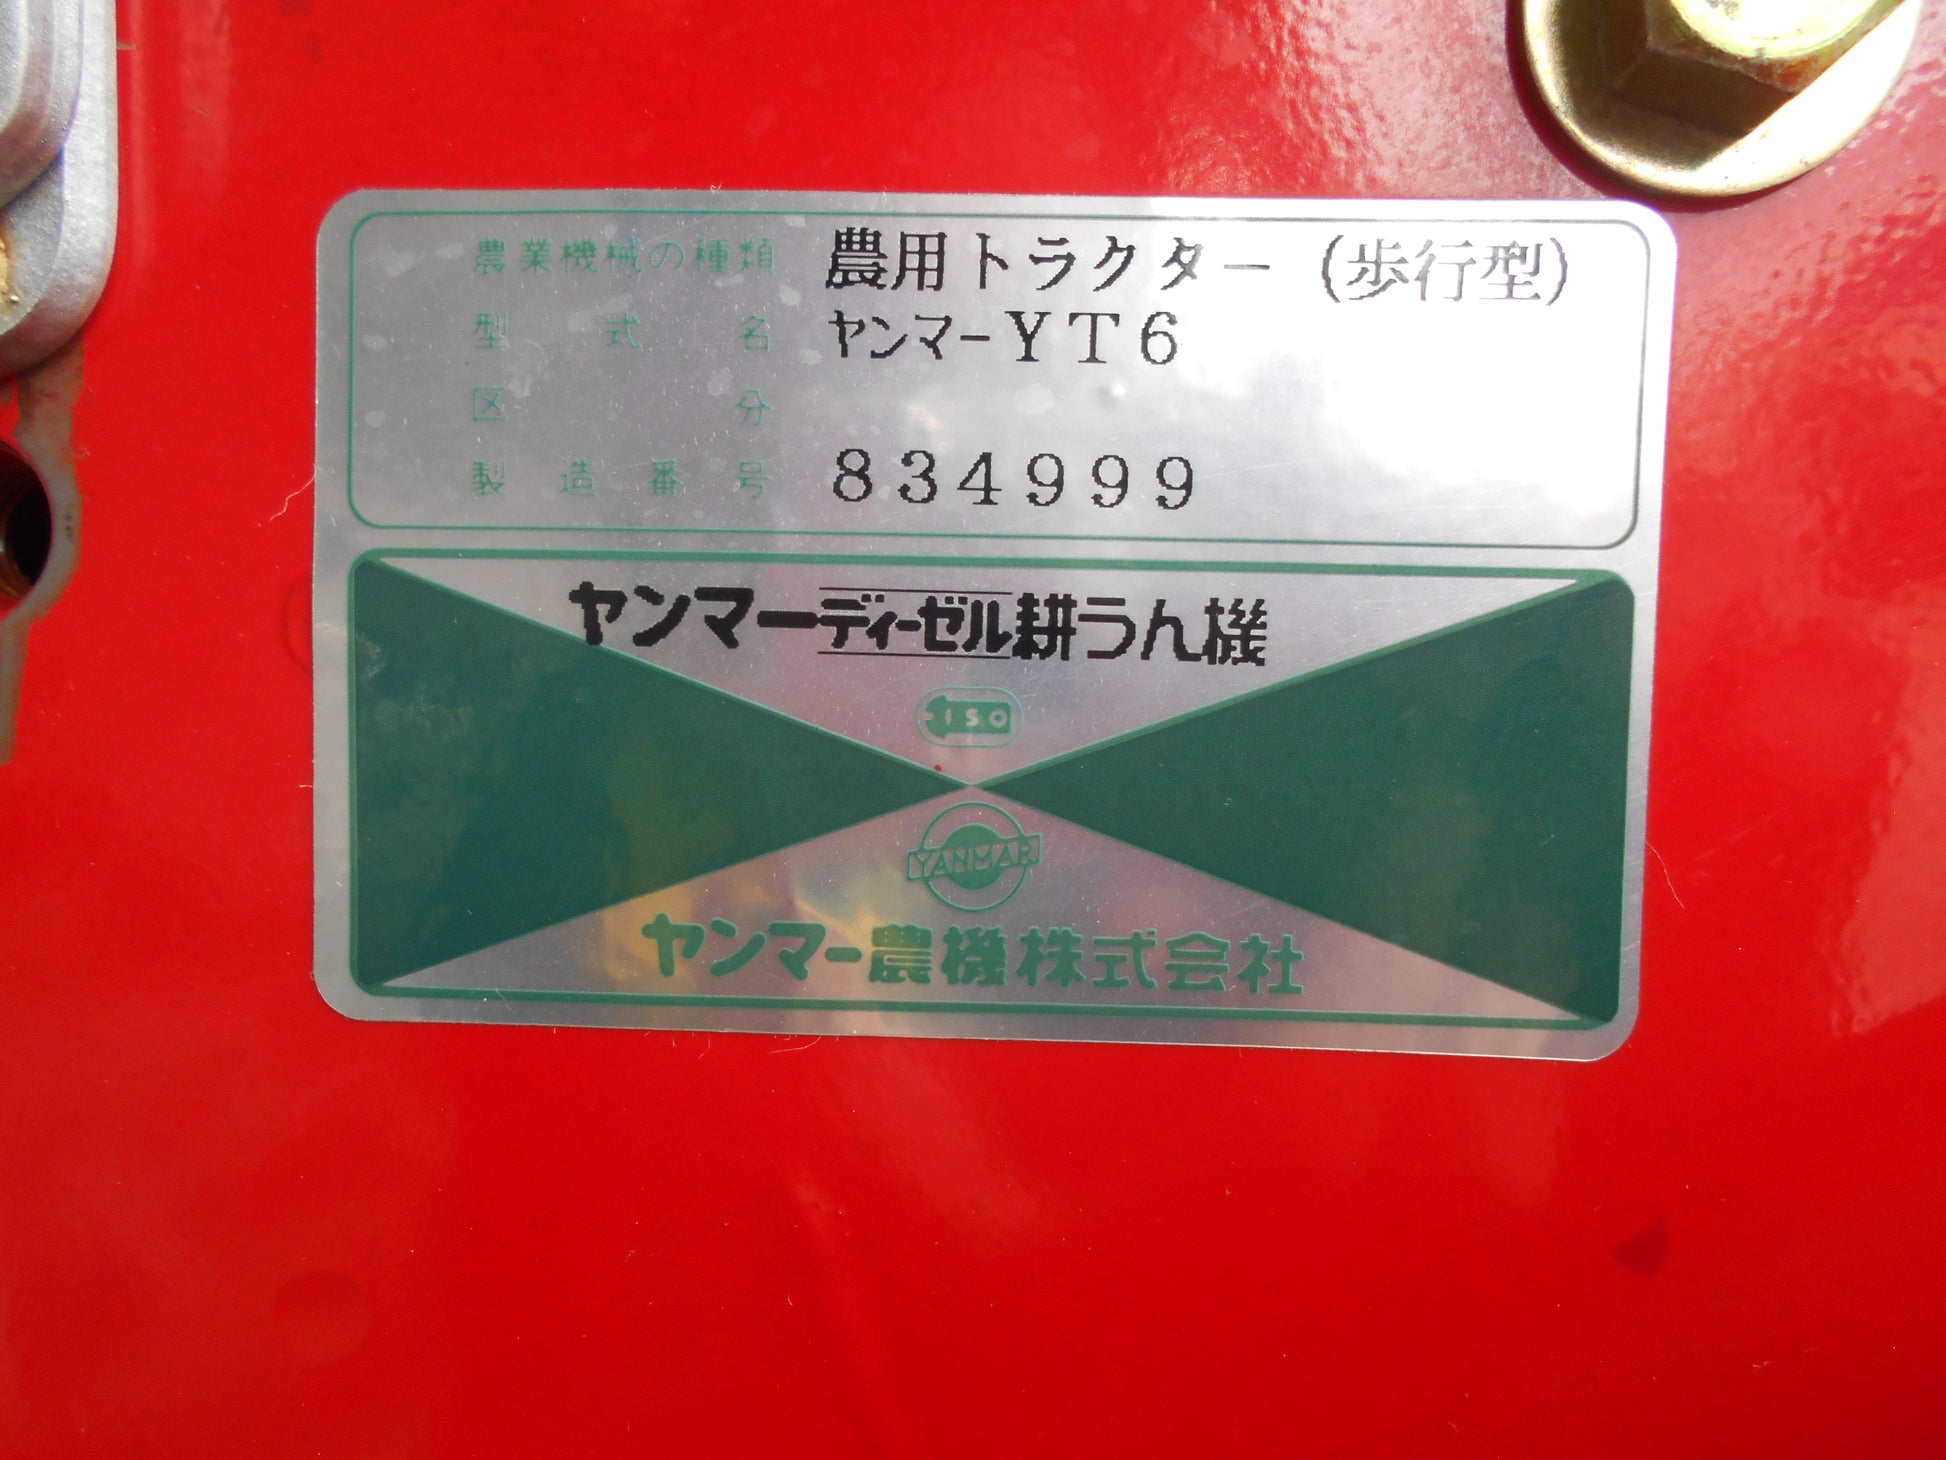 農業機械の種類 農用トラクター (歩行型)
型式名 ヤンマーYT6
区分
製造番号 834999
ヤンマーディーゼル耕うん機
ISO
YANMAR
ヤンマー農機株式会社